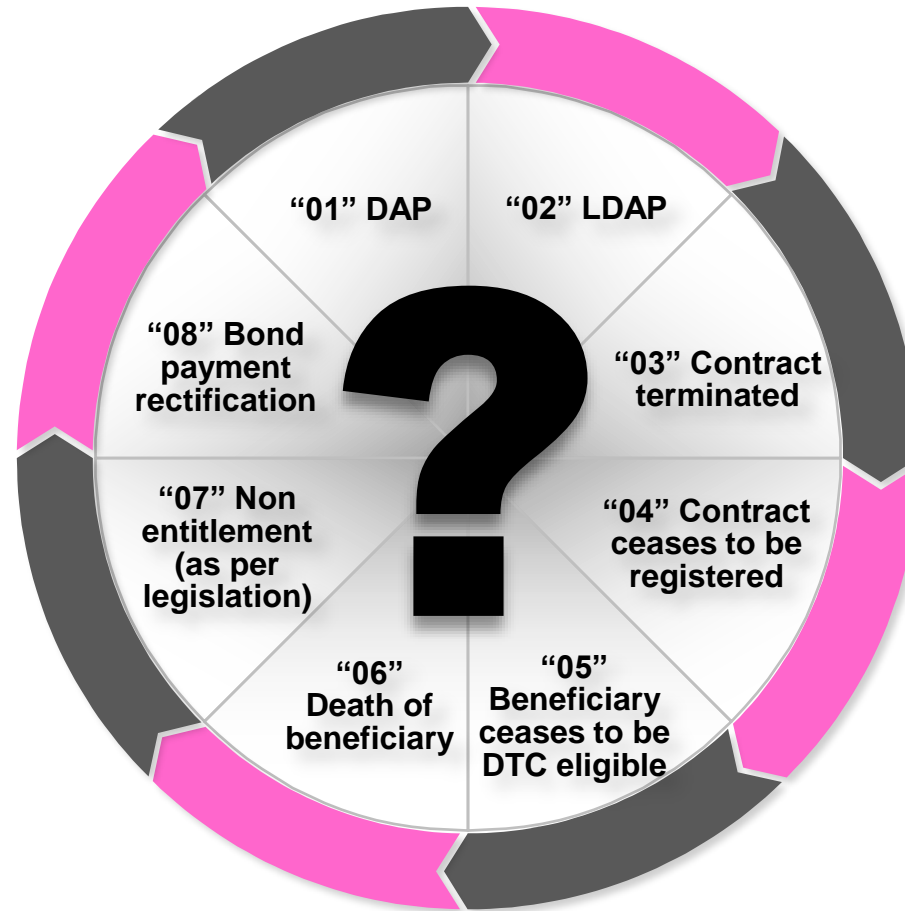 “01” DAP
“02” LDAP
“03” Contract
terminated
“04” Contract
ceases to be
registered
“05”
Beneficiary
ceases to be
DTC eligible
“06”
Death of
beneficiary
“07” Non
entitlement
(as per
legislation)
“08” Bond
payment
rectification
?